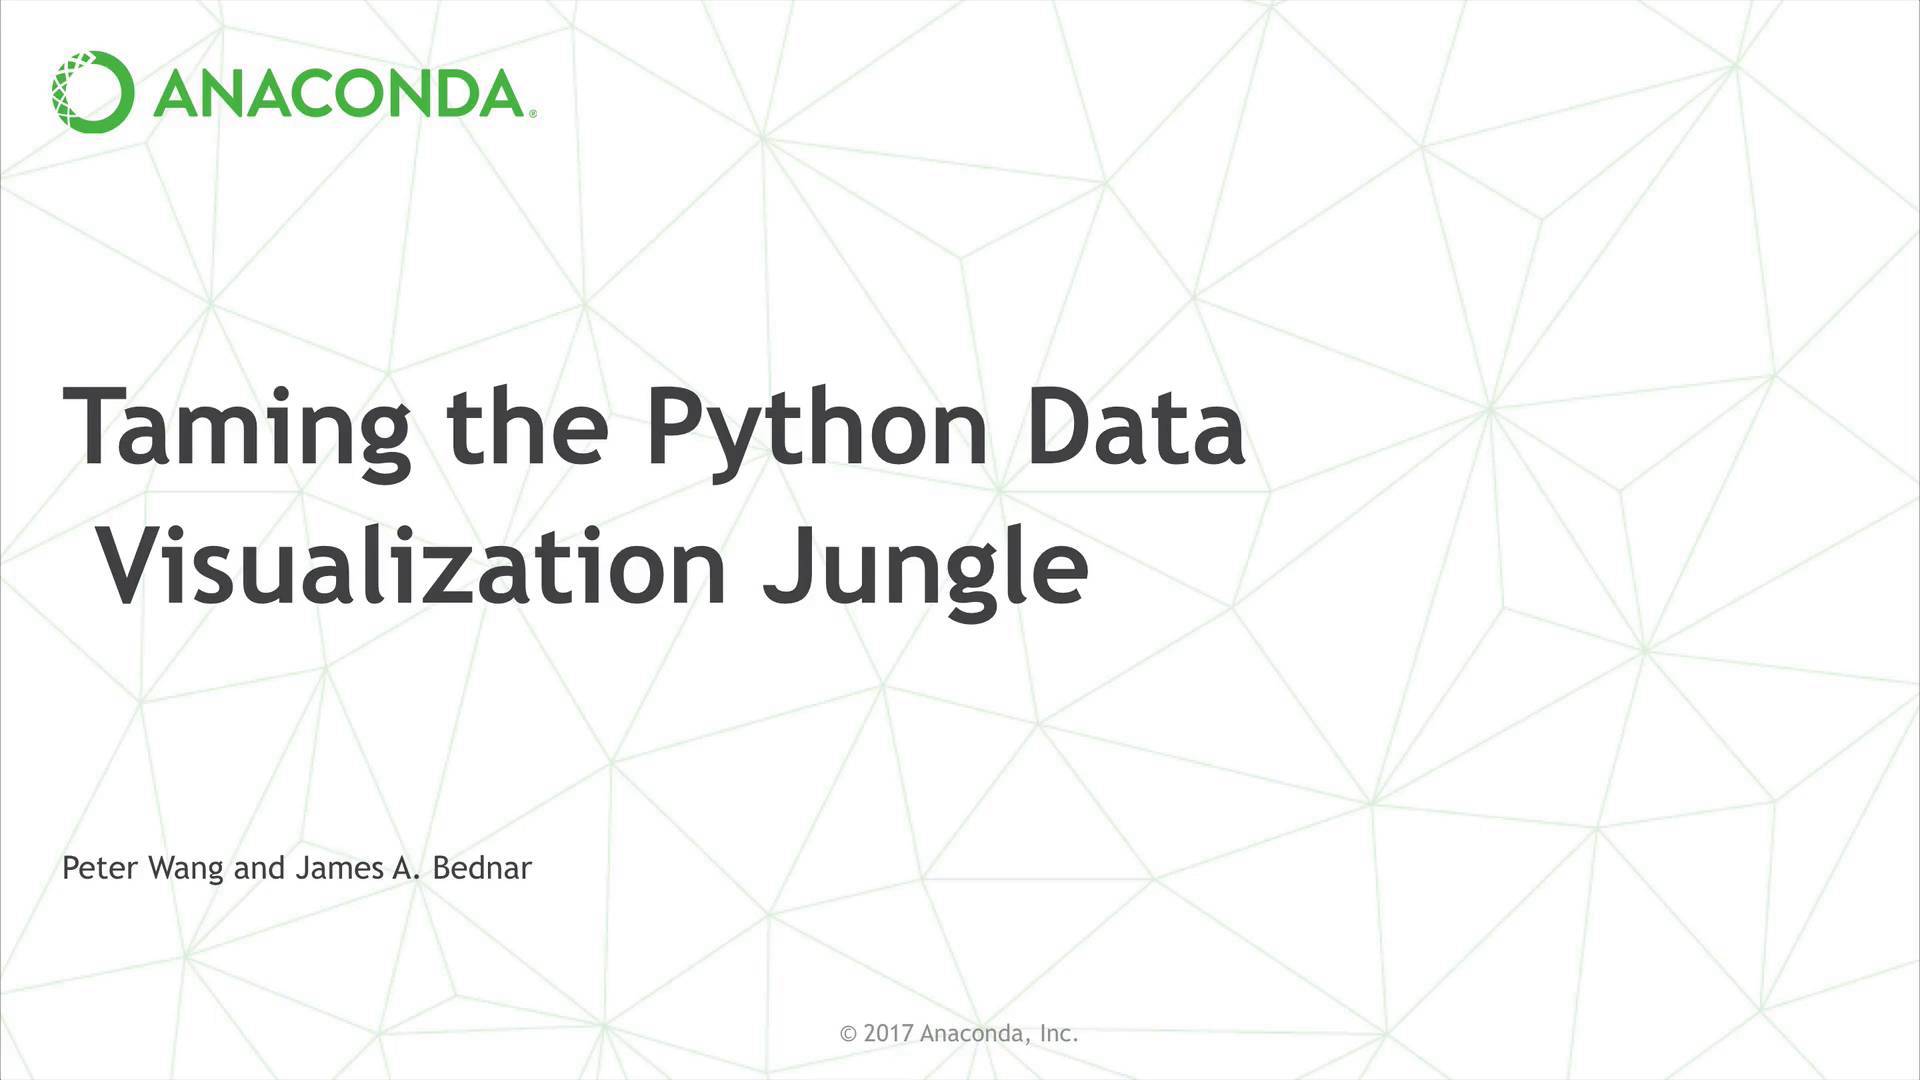 ANACONDA®
Taming the Python Data
Visualization Jungle
Peter Wang and James A. Bednar
© 2017 Anaconda, Inc.